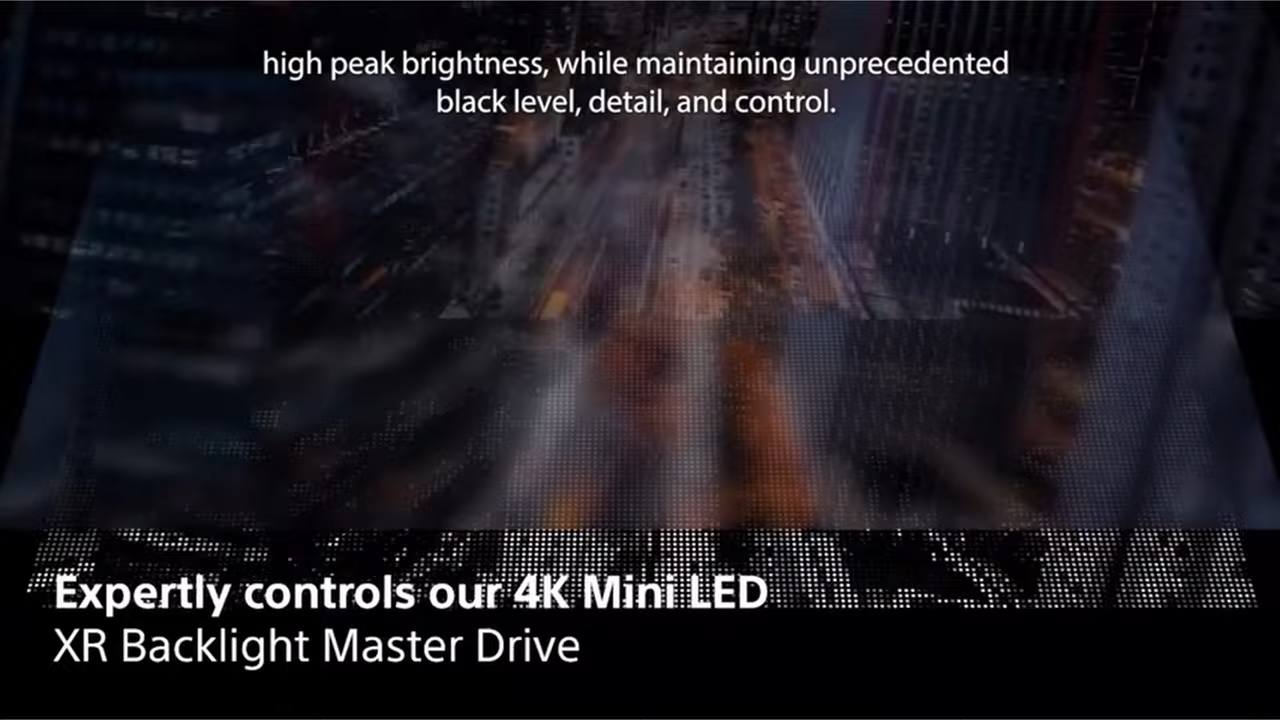 high peak brightness, while maintaining unprecedented
black level, detail, and control.
Expertly controls our 4K Mini LED
XR Backlight Master Drive